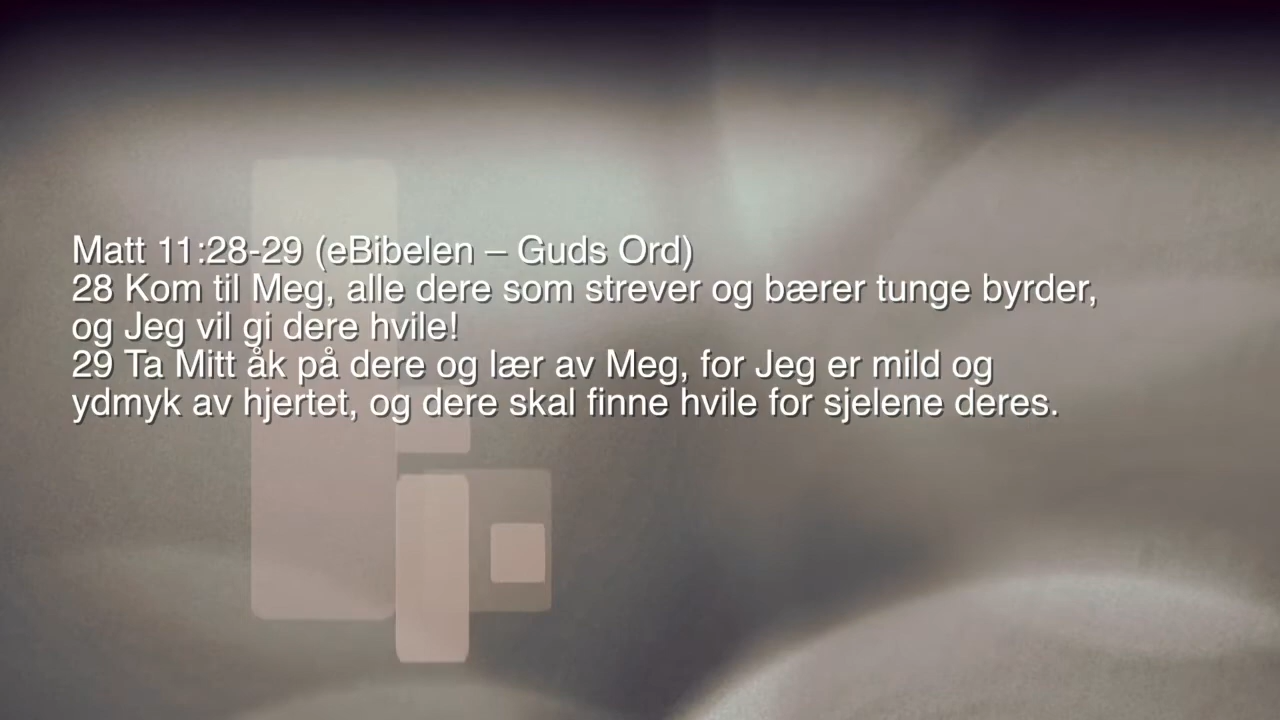 Matt 11:28-29 (eBibelen – Guds Ord)
28 Kom til Meg, alle dere som strever og bærer tunge byrder,
og Jeg vil gi dere hvile!
29 Ta Mitt åk på dere og lær av Meg, for Jeg er mild og
ydmyk av hjertet, og dere skal finne hvile for sjelene deres.